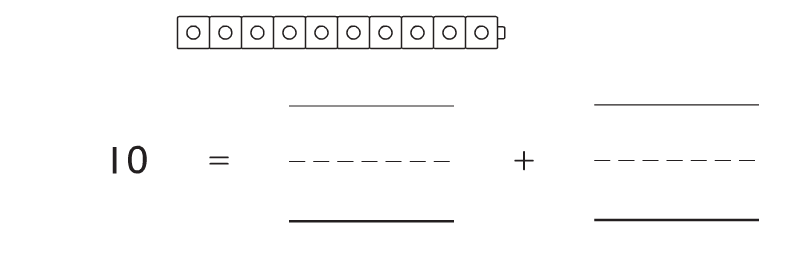 10 = +